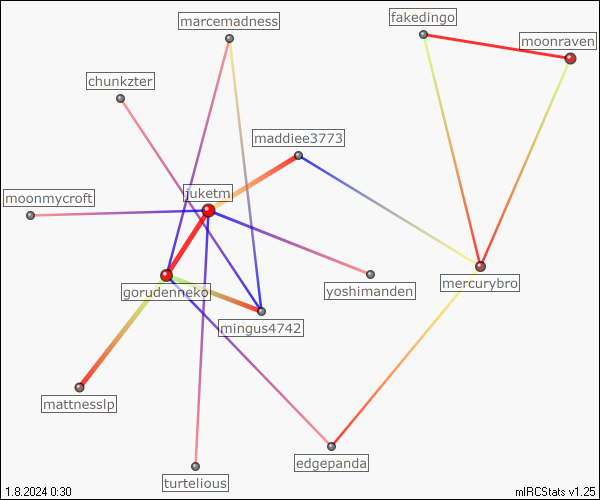 marcemadness
fakedingo
moonraven
chunkzter
maddiee3773
moonmycroft
juketm
gorudenneko
yoshimanden
mercurybro
mingus4742
mattnesslp
edgepanda
turtelious
1.8.2024 0:30
mIRCStats v1.25